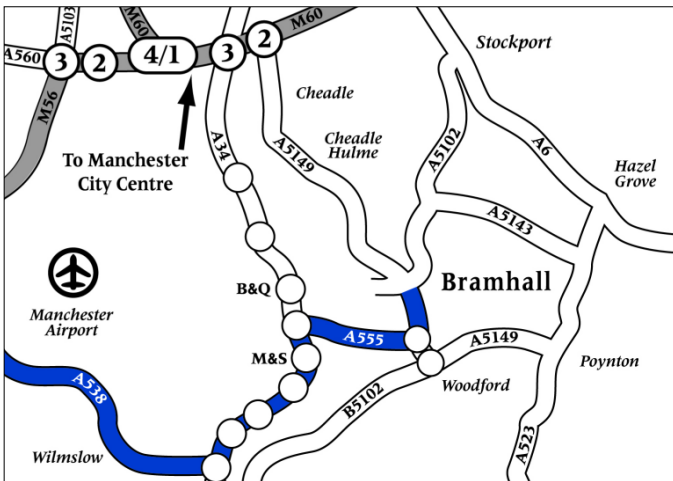 A5103
M60
M60
A560
3
2
4/1
3
2
M56
Stockport
Cheadle
Cheadle
Hulme
To Manchester
City Centre
A34
A5149
A5102
A6
Hazel
Grove
A5143
Manchester
Airport
B&Q
Bramhall
M&S
A555
A5149
Poynton
Woodford
A538
B5102
A523
Wilmslow